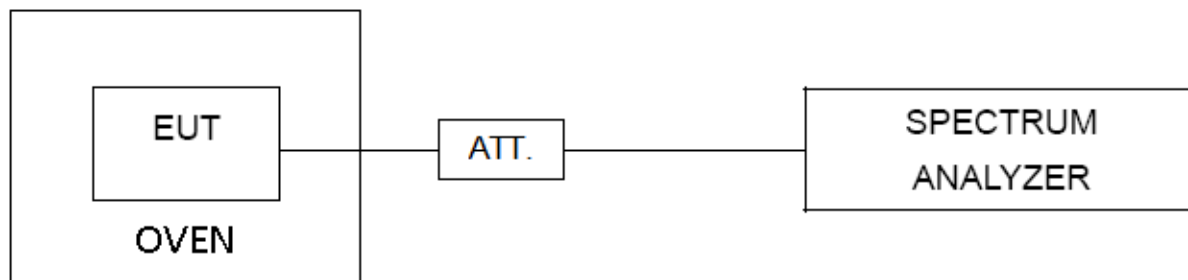 EUT
OVEN
ATT.
SPECTRUM
ANALYZER